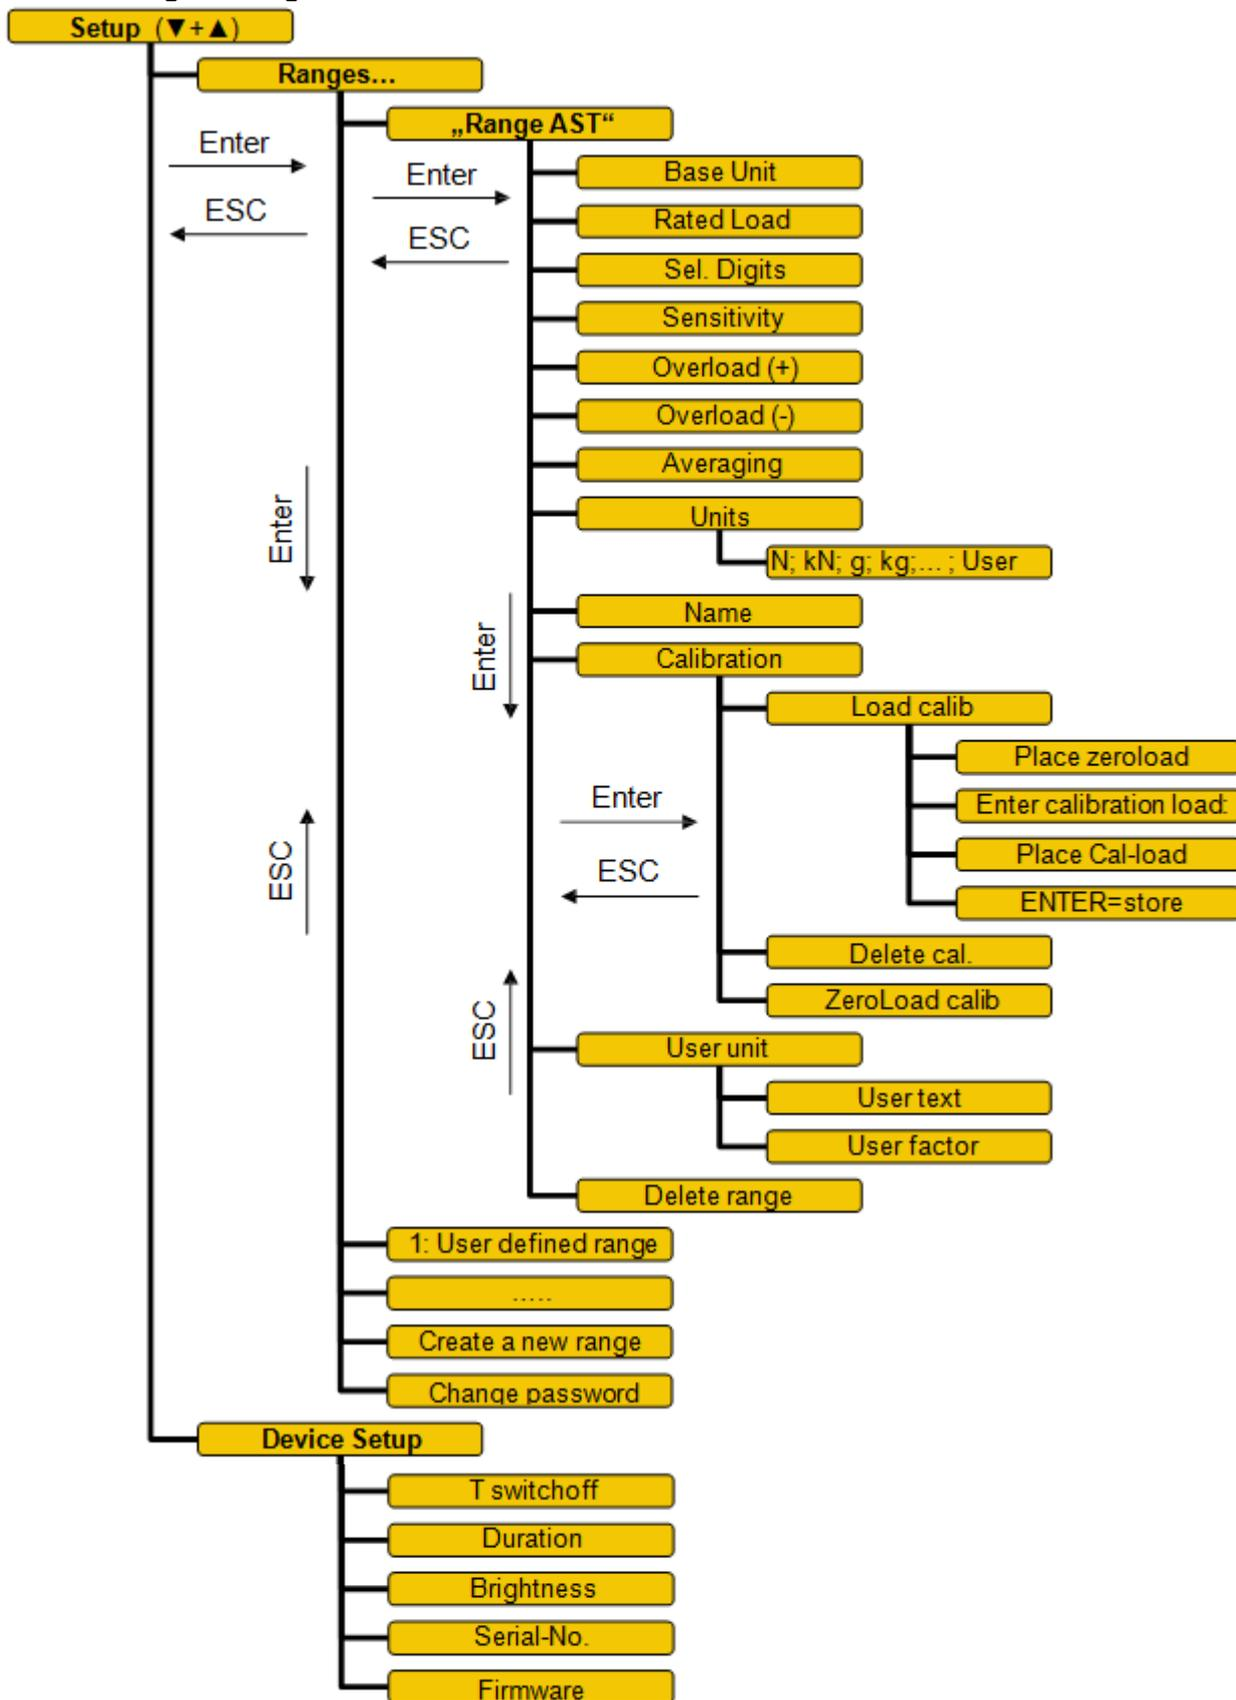 Setup (▼+▲)
Ranges...
„Range AST“
Enter
ESC
Enter
ESC
Base Unit
Rated Load
Sel. Digits
Sensitivity
Overload (+)
Overload (-)
Averaging
Units
N; kN; g; kg;... ; User
Enter
Name
Enter
Calibration
Load calib
Place zeroload
Enter calibration load:
Place Cal-load
ENTER=store
Enter
ESC
ESC
Delete cal.
ZeroLoad calib
ESC
User unit
User text
User factor
Delete range
1: User defined range
.....
Create a new range
Change password
Device Setup
T switchoff
Duration
Brightness
Serial-No.
Firmware